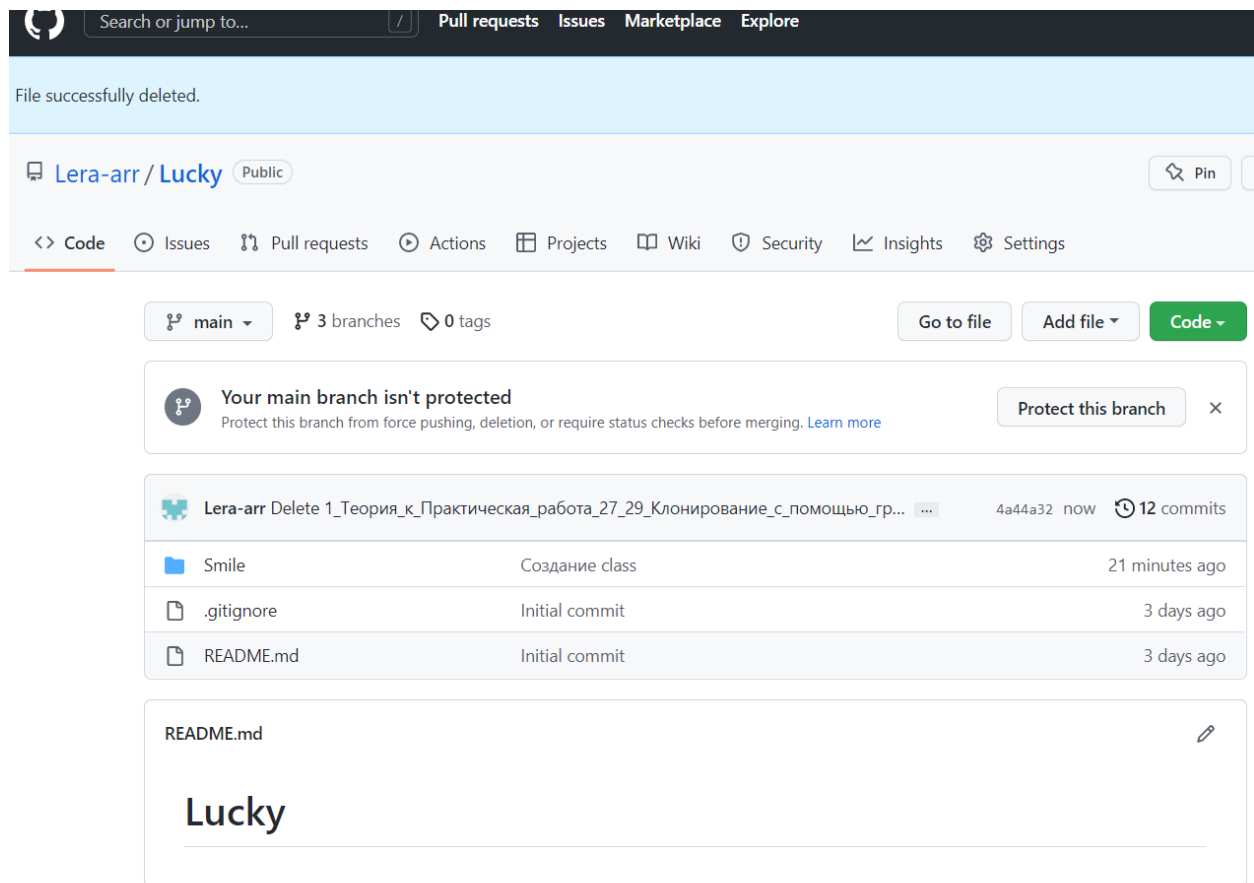 Search or jump to... / Pull requests Issues Marketplace Explore
File successfully deleted.
Lera-arr / Lucky Public Pin
Code Issues Pull requests Actions Projects Wiki Security Insights Settings
main 3 branches 0 tags Go to file Add file Code
Your main branch isn't protected
Protect this branch from force pushing, deletion, or require status checks before merging. Learn more
Protect this branch ×
Lera-arr Delete 1_Теория_к_Практическая_работа_27_29_Клонирование_с_помощью_гр... ... 4a44a32 now 12 commits
Smile Создание class 21 minutes ago
.gitignore Initial commit 3 days ago
README.md Initial commit 3 days ago
README.md
Lucky